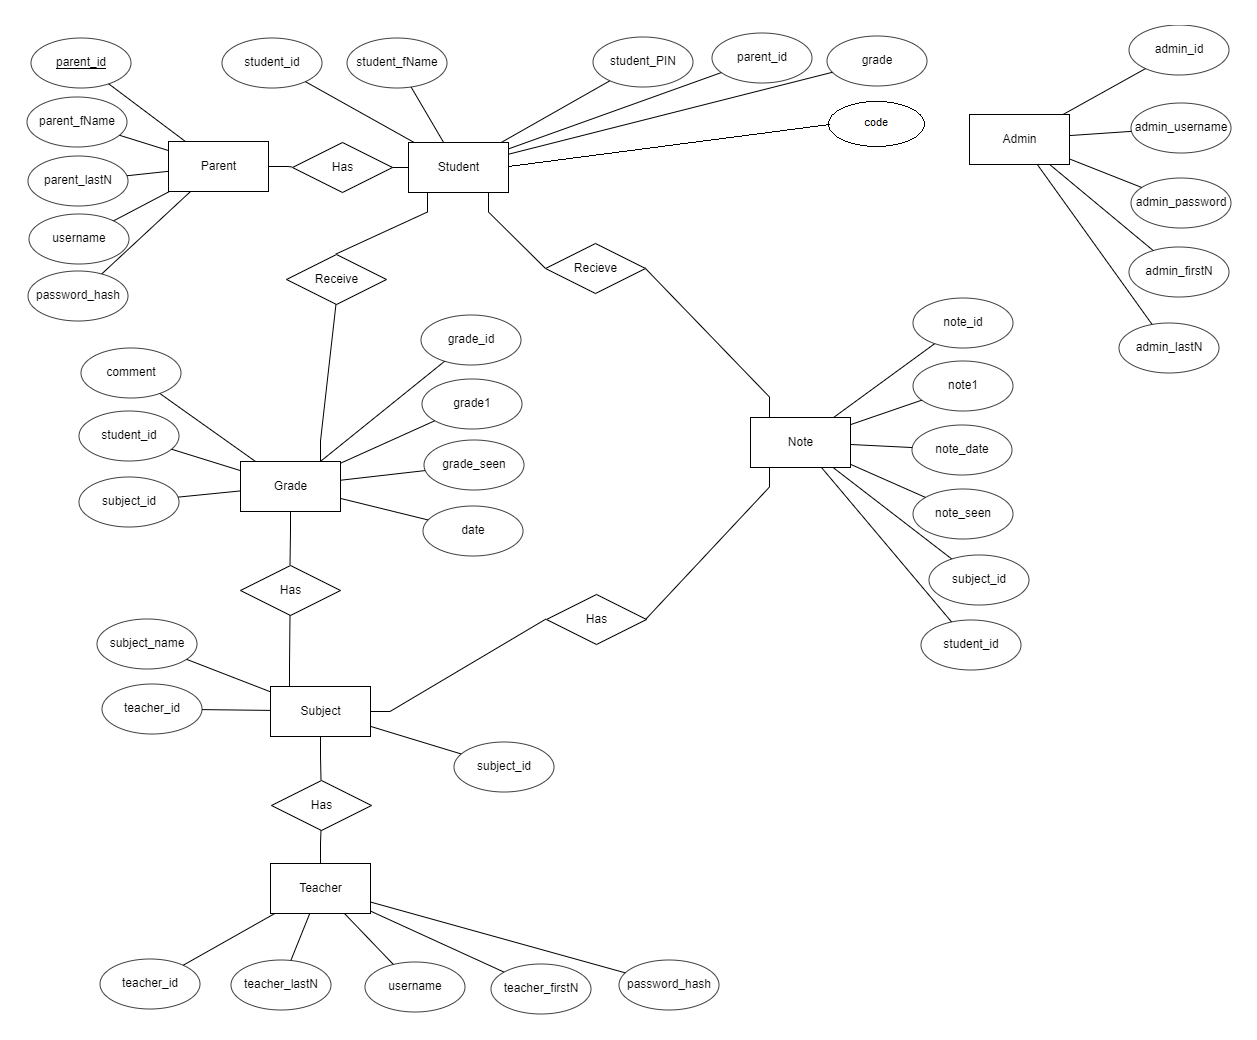 parent_id
student_id
student_fName
student_PIN
parent_id
grade
admin_id
parent_fName
code
admin_username
Parent
Has
Student
Admin
parent_lastN
admin_password
username
password_hash
Receive
Recieve
admin_firstN
note_id
admin_lastN
comment
grade_id
note1
student_id
grade1
Note
note_date
subject_id
Grade
grade_seen
note_seen
date
Has
subject_id
Has
student_id
subject_name
teacher_id
Subject
subject_id
Has
Teacher
teacher_id
teacher_lastN
username
teacher_firstN
password_hash